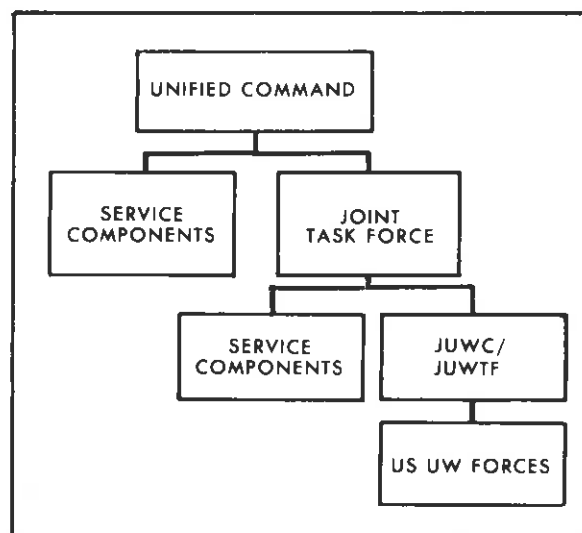 UNIFIED COMMAND
SERVICE
COMPONENTS
JOINT
TASK FORCE
SERVICE
COMPONENTS
JUWC/
JUWTF
US UW FORCES